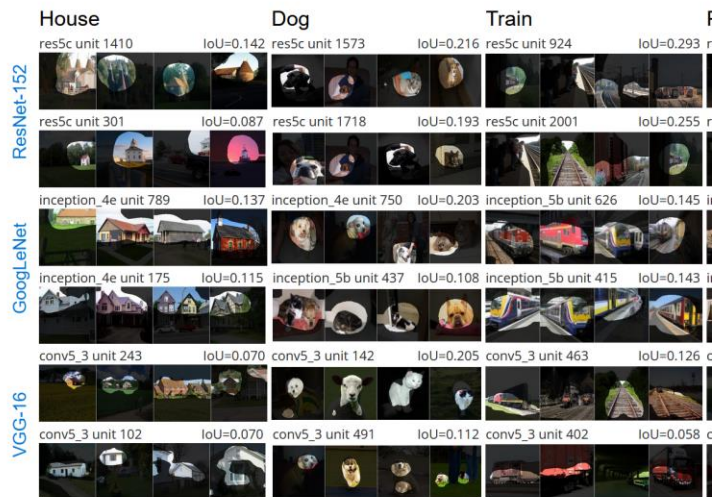 House Dog Train
ResNet-152
res5c unit 1410 IoU=0.142 res5c unit 1573 IoU=0.216 res5c unit 924 IoU=0.293
res5c unit 301 IoU=0.087 res5c unit 1718 IoU=0.193 res5c unit 2001 IoU=0.255
GoogLeNet
inception_4e unit 789 IoU=0.137 inception_4e unit 750 IoU=0.203 inception_5b unit 626 IoU=0.145
inception_4e unit 175 IoU=0.115 inception_5b unit 437 IoU=0.108 inception_5b unit 415 IoU=0.143
VGG-16
conv5_3 unit 243 IoU=0.070 conv5_3 unit 142 IoU=0.205 conv5_3 unit 463 IoU=0.126
conv5_3 unit 102 IoU=0.070 conv5_3 unit 491 IoU=0.112 conv5_3 unit 402 IoU=0.058